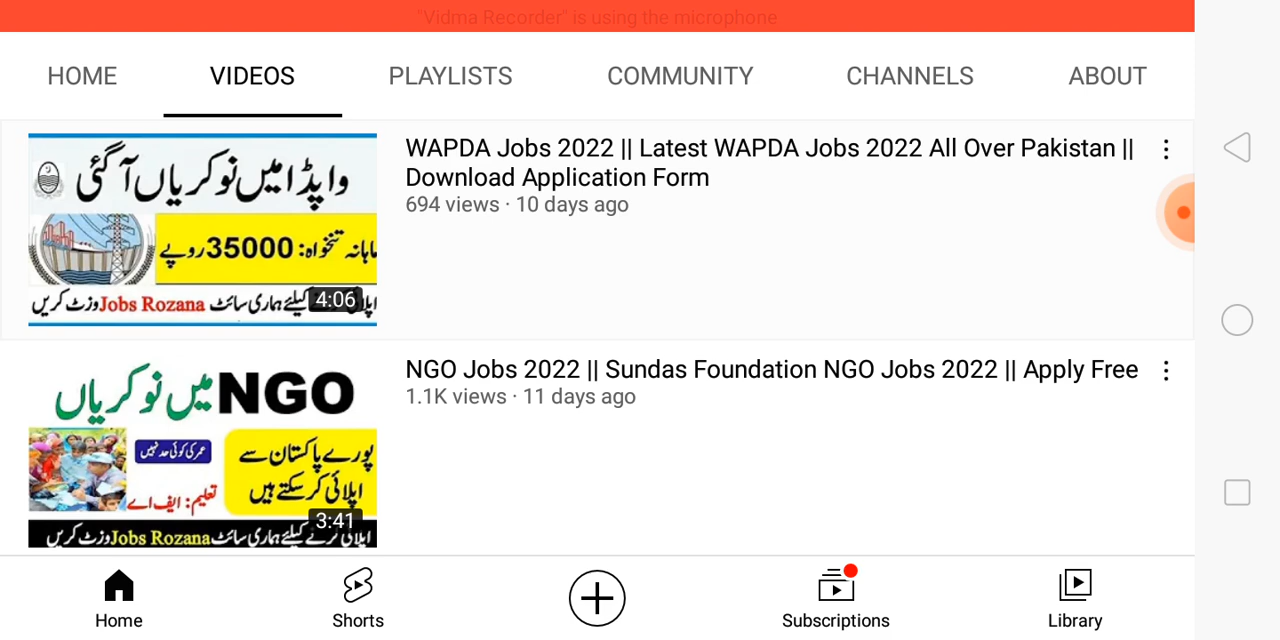 "Vidma Recorder" is using the microphone
HOME VIDEOS PLAYLISTS COMMUNITY CHANNELS ABOUT
واپڈا میں نوکریاں آگئی
ماہانہ تنخواہ: 35000 روپے
کیلئے ہماری سائٹ Jobs Rozana وزٹ کریں
4:06
WAPDA Jobs 2022 || Latest WAPDA Jobs 2022 All Over Pakistan ||
Download Application Form
694 views · 10 days ago
NGO میں نوکریاں
عمر کی کوئی حد نہیں
پورے پاکستان سے
اپلائی کر سکتے ہیں
تعلیم: ایف اے
اپلائی کرنے کیلئے ہماری سائٹ Jobs Rozana وزٹ کریں
3:41
NGO Jobs 2022 || Sundas Foundation NGO Jobs 2022 || Apply Free
1.1K views · 11 days ago
Home Shorts Subscriptions Library